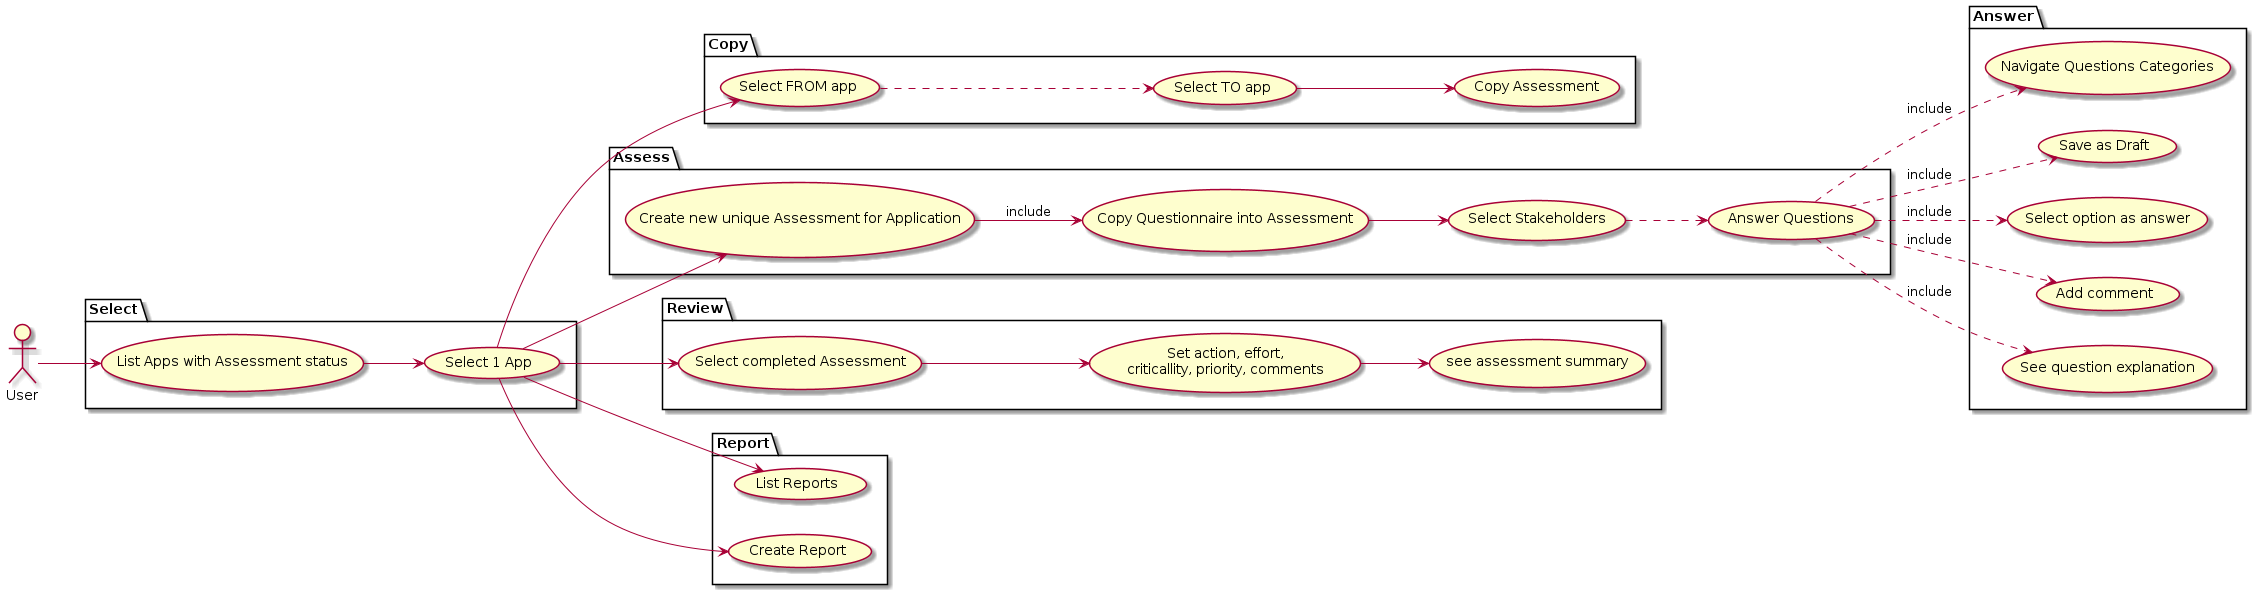 Copy
Select FROM app
Select TO app
Copy Assessment
Assess
Create new unique Assessment for Application
include
Copy Questionnaire into Assessment
Select Stakeholders
Answer Questions
Answer
include
Navigate Questions Categories
include
Save as Draft
include
Select option as answer
include
Add comment
include
See question explanation
User
Select
List Apps with Assessment status
Select 1 App
Review
Select completed Assessment
Set action, effort,
criticallity, priority, comments
see assessment summary
Report
List Reports
Create Report